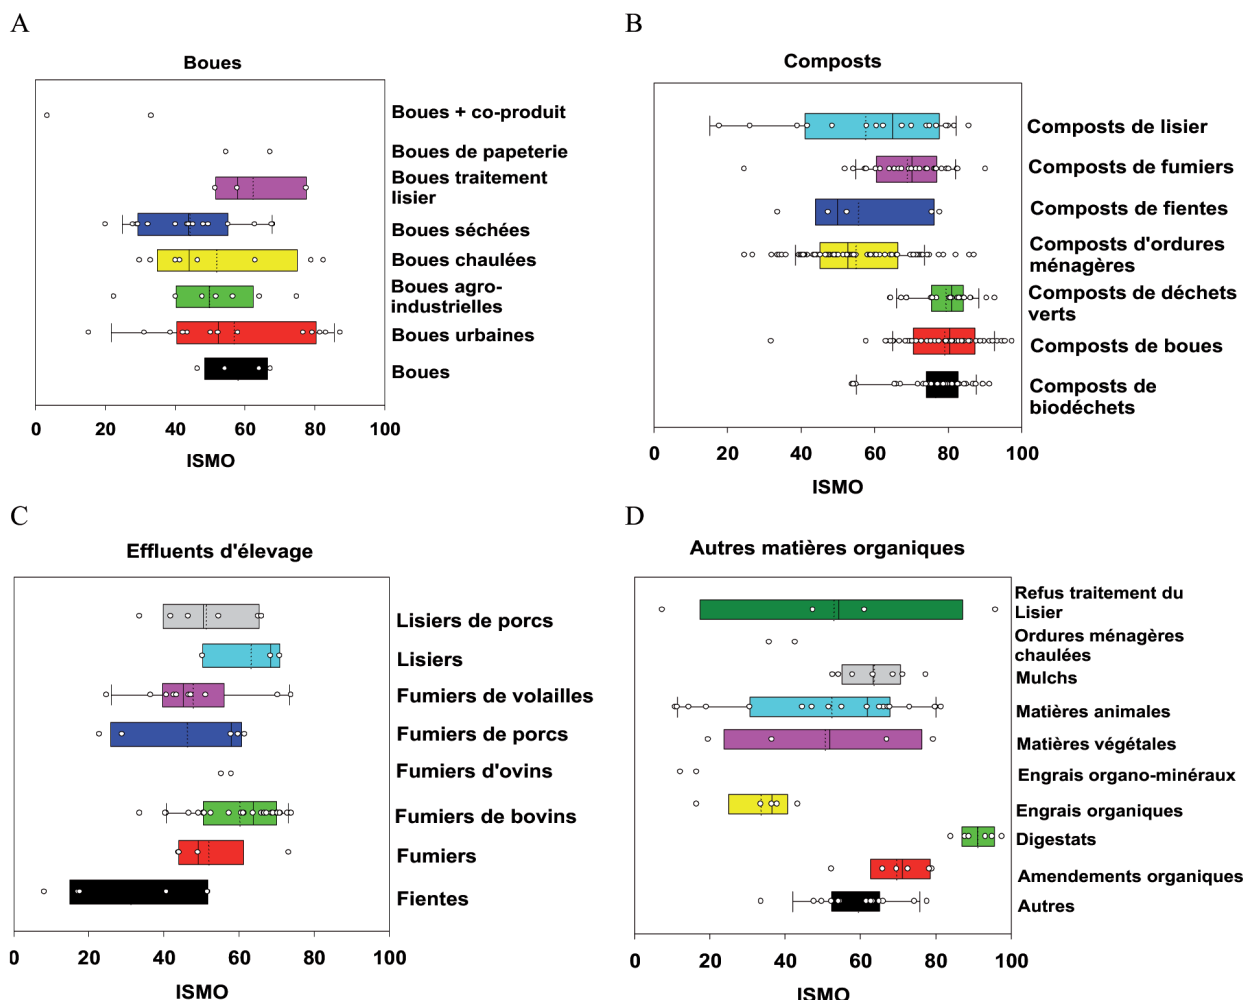 A
Boues
Boues + co-produit
Boues de papeterie
Boues traitement
lisier
Boues séchées
Boues chaulées
Boues agro-
industrielles
Boues urbaines
Boues
0 20 40 60 80 100
ISMO
B
Composts
Composts de lisier
Composts de fumiers
Composts de fientes
Composts d'ordures
ménagères
Composts de déchets
verts
Composts de boues
Composts de
biodéchets
0 20 40 60 80 100
ISMO
C
Effluents d'élevage
Lisiers de porcs
Lisiers
Fumiers de volailles
Fumiers de porcs
Fumiers d'ovins
Fumiers de bovins
Fumiers
Fientes
0 20 40 60 80 100
ISMO
D
Autres matières organiques
Refus traitement du
Lisier
Ordures ménagères
chaulées
Mulchs
Matières animales
Matières végétales
Engrais organo-minéraux
Engrais organiques
Digestats
Amendements organiques
Autres
0 20 40 60 80 100
ISMO